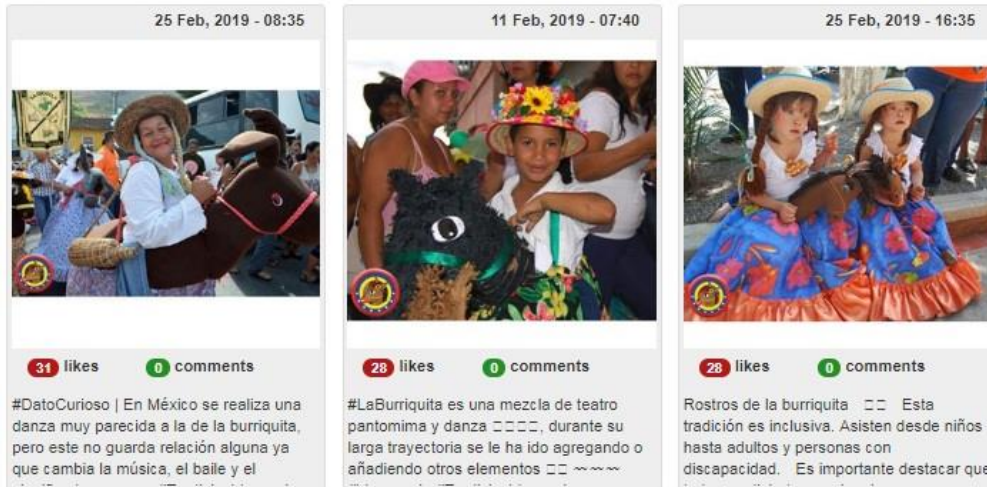 25 Feb, 2019 - 08:35
31 likes
0 comments
#DatoCurioso | En México se realiza una
danza muy parecida a la de la burriquita,
pero este no guarda relación alguna ya
que cambia la música, el baile y el
11 Feb, 2019 - 07:40
28 likes
0 comments
#LaBurriquita es una mezcla de teatro
pantomima y danza □□□□, durante su
larga trayectoria se le ha ido agregando o
añadiendo otros elementos □□ ~~~
25 Feb, 2019 - 16:35
28 likes
0 comments
Rostros de la burriquita □□ Esta
tradición es inclusiva. Asisten desde niños
hasta adultos y personas con
discapacidad. Es importante destacar que